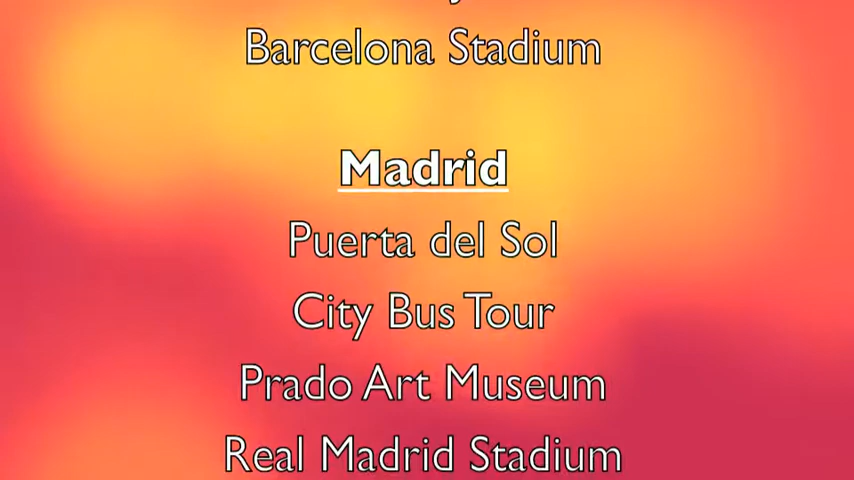 Barcelona Stadium
Madrid
Puerta del Sol
City Bus Tour
Prado Art Museum
Real Madrid Stadium